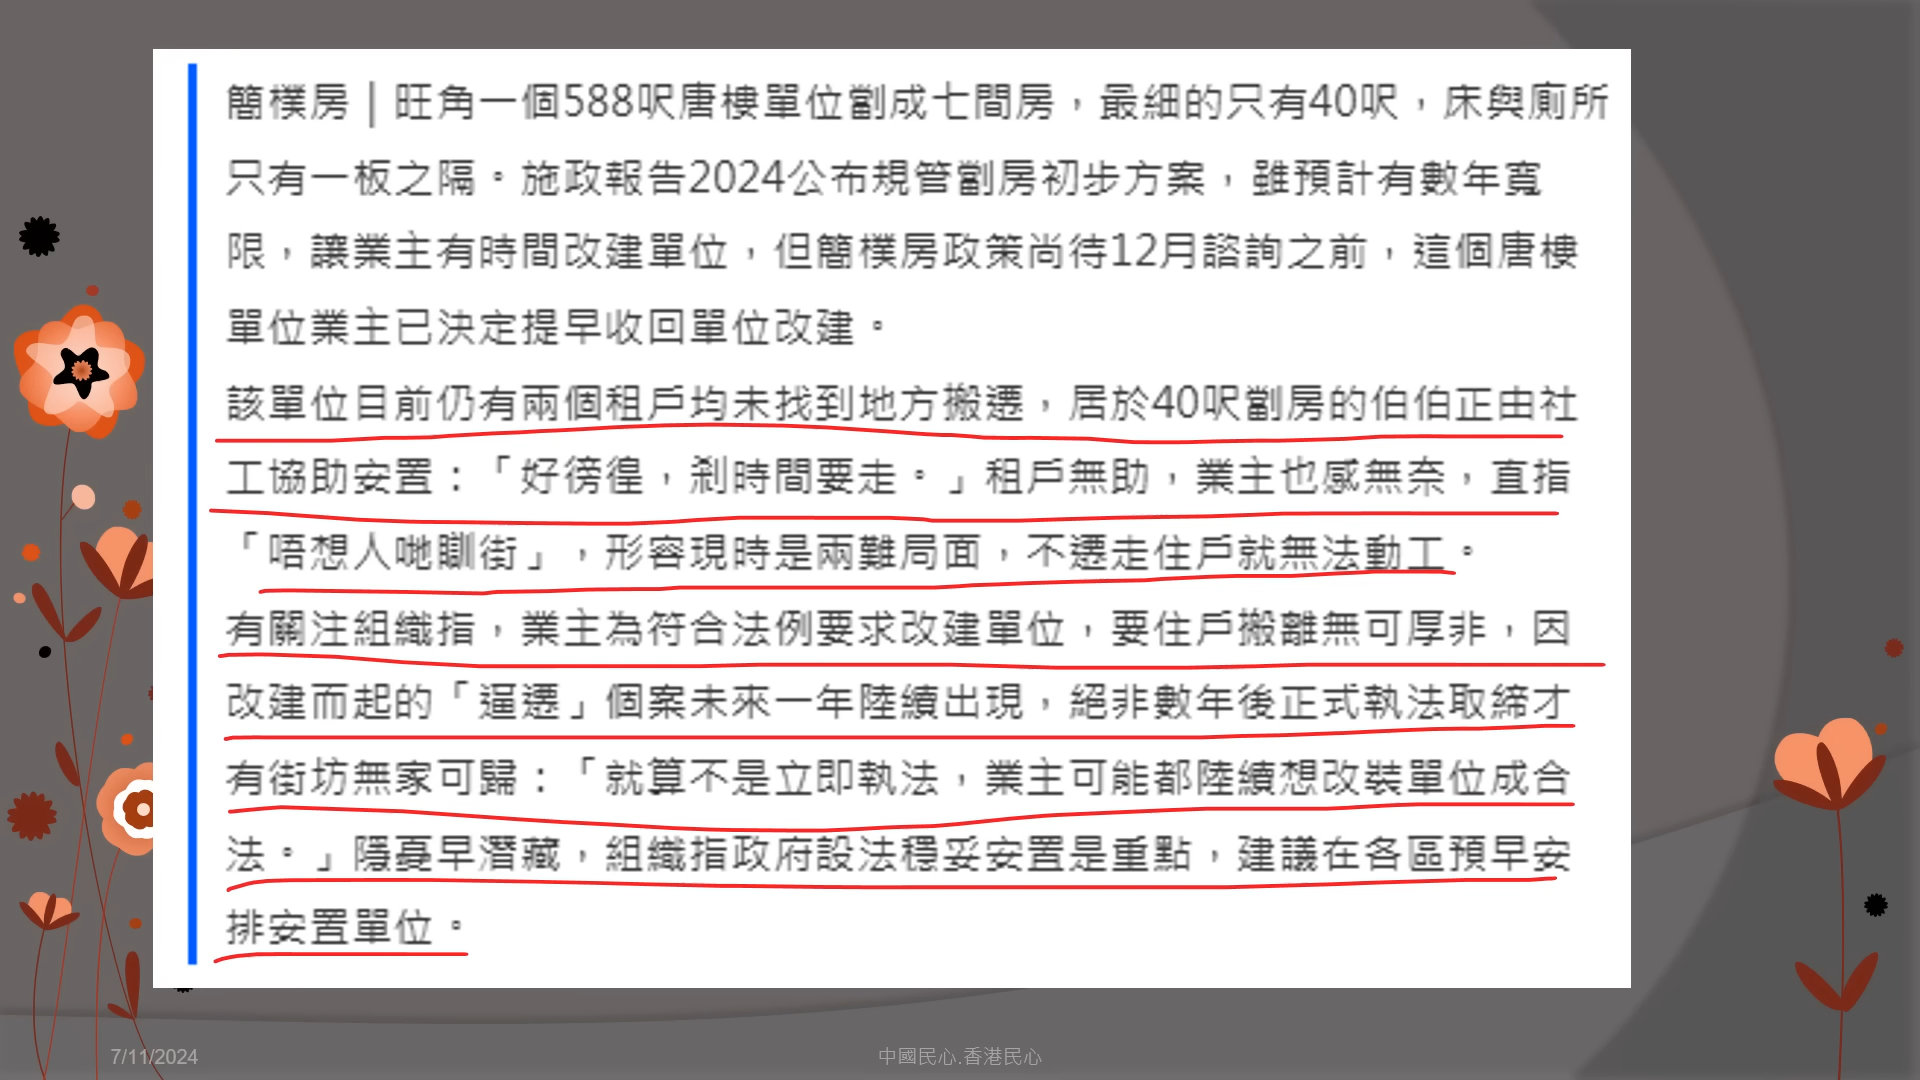 簡樸房｜旺角一個588呎唐樓單位劏成七間房，最細的只有40呎，床與廁所
只有一板之隔。施政報告2024公布規管劏房初步方案，雖預計有數年寬
限，讓業主有時間改建單位，但簡樸房政策尚待12月諮詢之前，這個唐樓
單位業主已決定提早收回單位改建。
該單位目前仍有兩個租戶均未找到地方搬遷，居於40呎劏房的伯伯正由社
工協助安置：「好徬徨，剎時間要走。」租戶無助，業主也感無奈，直指
「唔想人哋瞓街」，形容現時是兩難局面，不遷走住戶就無法動工。
有關注組織指，業主為符合法例要求改建單位，要住戶搬離無可厚非，因
改建而起的「逼遷」個案未來一年陸續出現，絕非數年後正式執法取締才
有街坊無家可歸：「就算不是立即執法，業主可能都陸續想改裝單位成合
法。」隱憂早潛藏，組織指政府設法穩妥安置是重點，建議在各區預早安
排安置單位。
7/11/2024
中國民心.香港民心